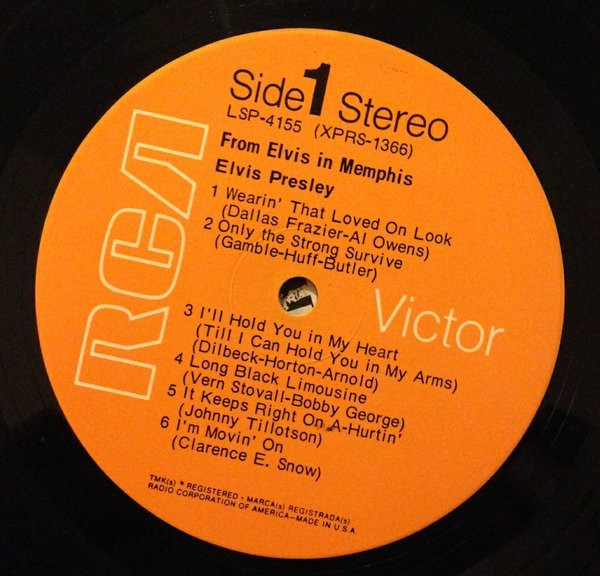 Side 1 Stereo
LSP-4155 (XPRS-1366)
From Elvis in Memphis
Elvis Presley
1 Wearin' That Loved On Look
(Dallas Frazier-Al Owens)
2 Only the Strong Survive
(Gamble-Huff-Butler)
RCA
Victor
3 I'll Hold You in My Heart
(Till I Can Hold You in My Arms)
(Dilbeck-Horton-Arnold)
4 Long Black Limousine
(Vern Stovall-Bobby George)
5 It Keeps Right On A-Hurtin'
(Johnny Tillotson)
6 I'm Movin' On
(Clarence E. Snow)
TMK(s) ® REGISTERED - MARCA(s) REGISTRADA(s)
RADIO CORPORATION OF AMERICA—MADE IN U.S.A.